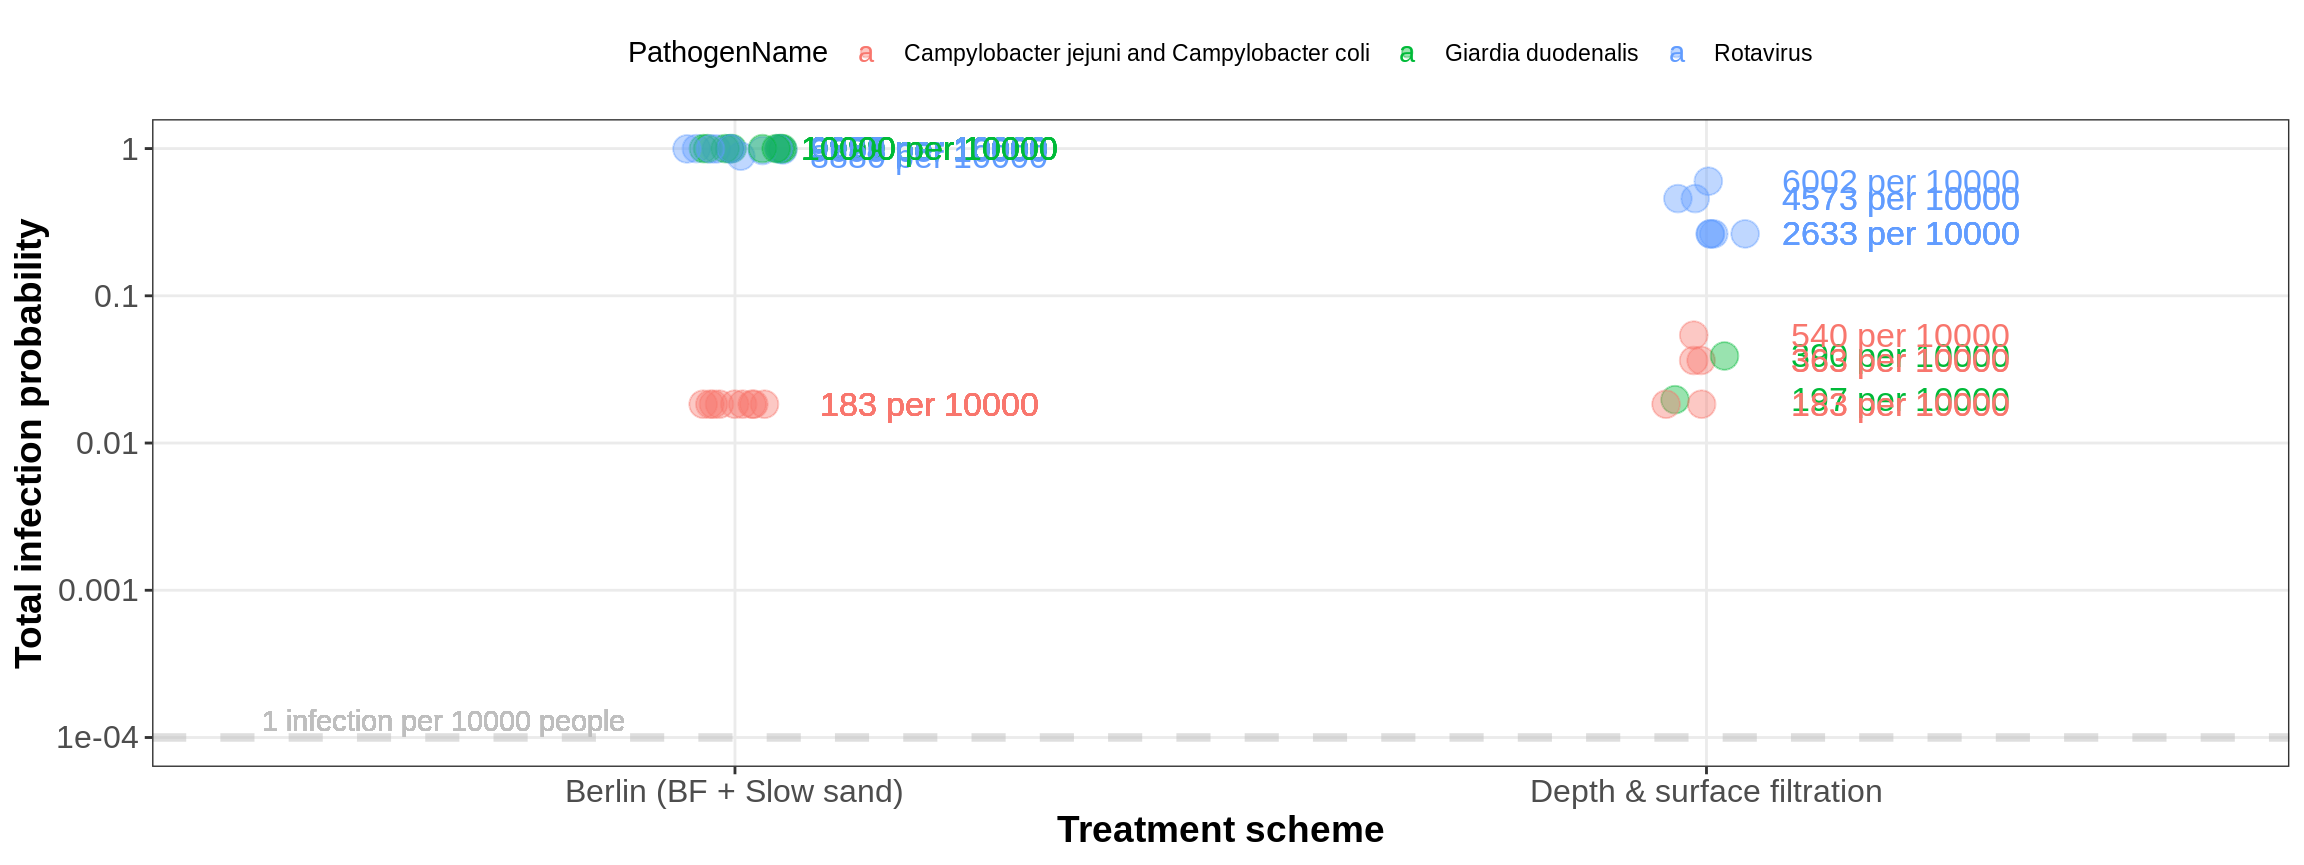 PathogenName a Campylobacter jejuni and Campylobacter coli a Giardia duodenalis a Rotavirus
Total infection probability
1
0.1
0.01
0.001
1e-04
10000 per 10000
per 10000
183 per 10000
6002 per 10000
4573 per 10000
2633 per 10000
540 per 10000
per 10000
363 per 10000
197 per 10000
183 per 10000
1 infection per 10000 people
Berlin (BF + Slow sand)
Depth & surface filtration
Treatment scheme